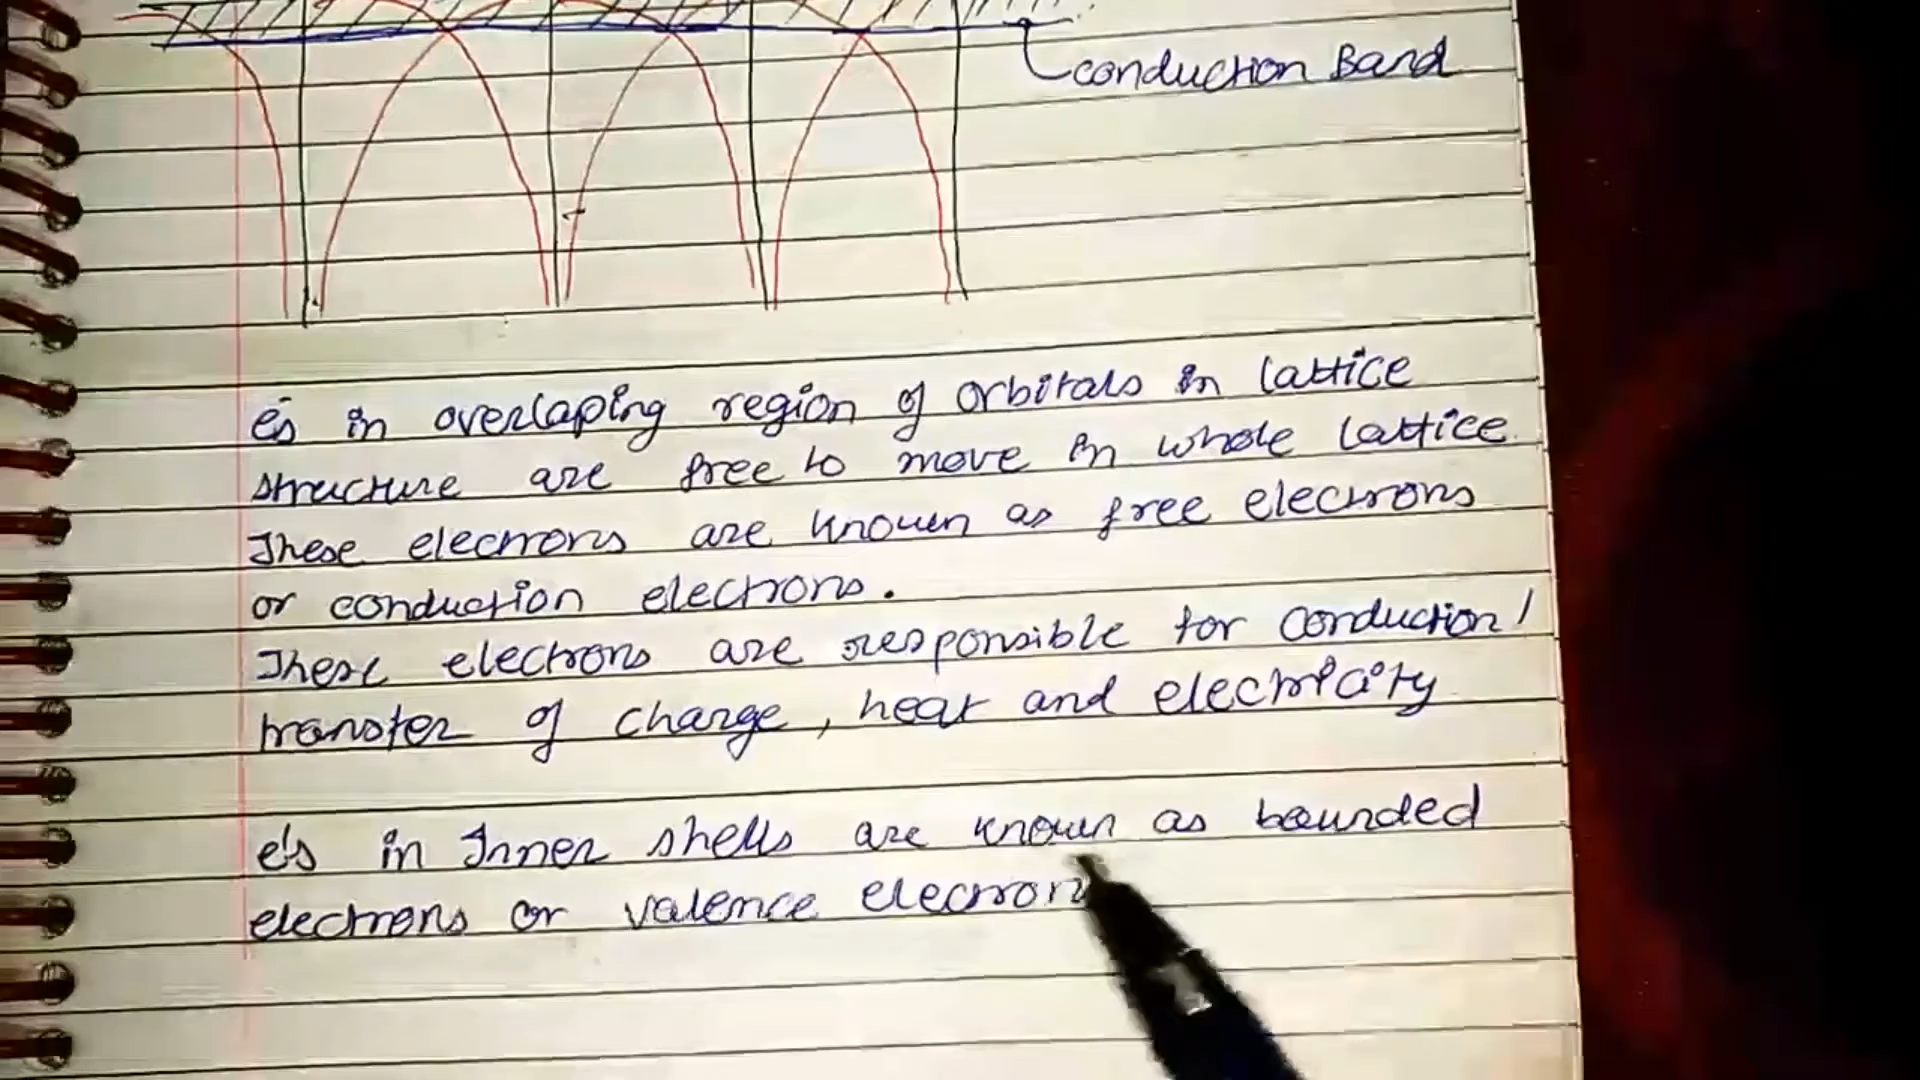 conduction Band
e's in overlaping region of orbitals in lattice
structure are free to move in whole lattice.
These electrons are known as free electrons
or conduction electrons.
These electrons are responsible for conduction/
transfer of charge, heat and electricity
e's in Inner shells are known as bounded
electrons or valence electron